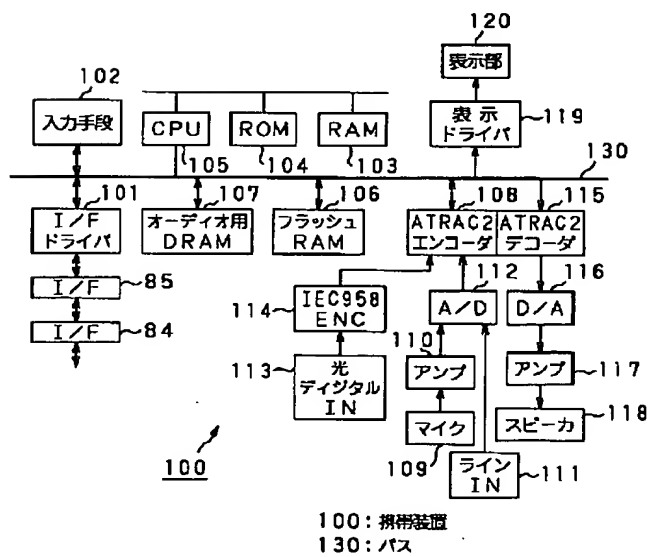 120
表示部
102
入力手段
CPU
ROM
RAM
表示
ドライバ
119
105
104
103
130
101
107
106
108
115
I/F
ドライバ
オーディオ用
DRAM
フラッシュ
RAM
ATRAC2
エンコーダ
ATRAC2
デコーダ
I/F
85
I/F
84
114
IEC958
ENC
112
A/D
116
D/A
113
光
ディジタル
IN
110
アンプ
アンプ
117
マイク
109
スピーカ
118
ライン
IN
111
100
100:携帯装置
130:バス